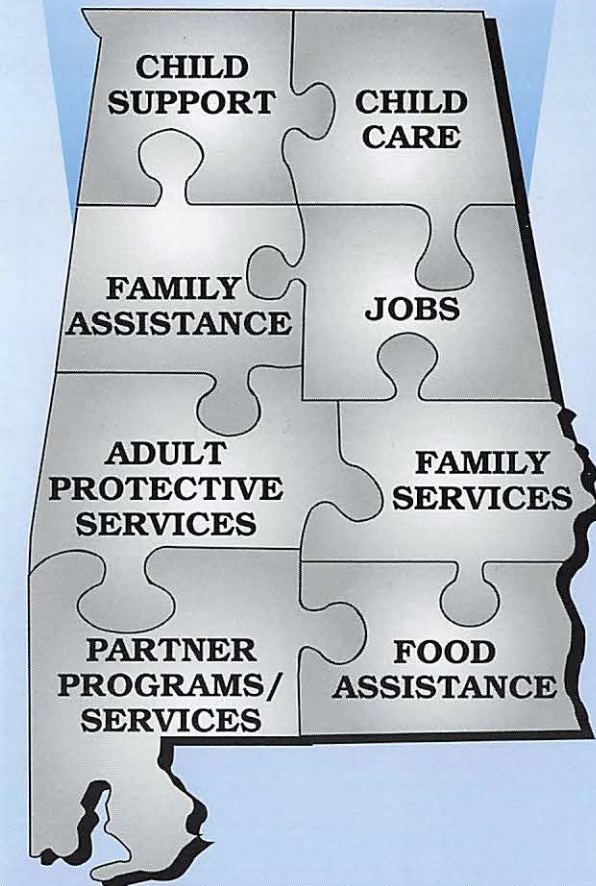 CHILD
SUPPORT
CHILD
CARE
FAMILY
ASSISTANCE
JOBS
ADULT
PROTECTIVE
SERVICES
FAMILY
SERVICES
PARTNER
PROGRAMS/
SERVICES
FOOD
ASSISTANCE